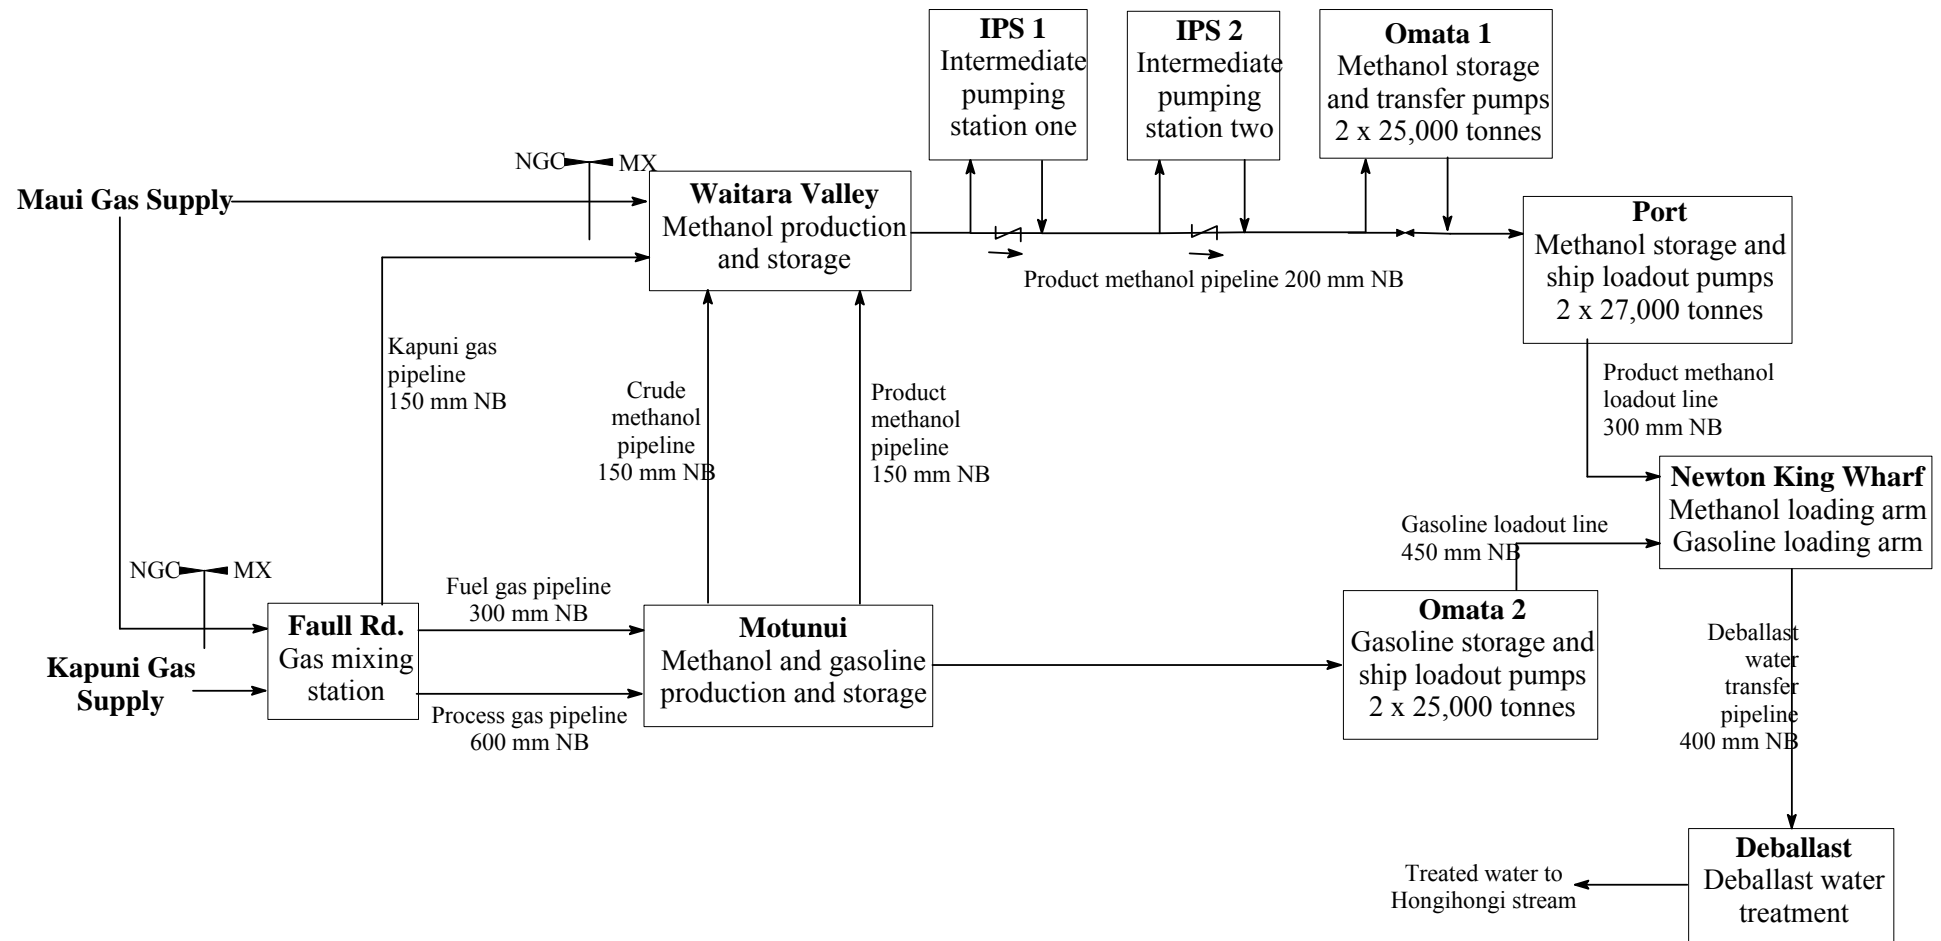 IPS 1
Intermediate
pumping
station one
IPS 2
Intermediate
pumping
station two
Omata 1
Methanol storage
and transfer pumps
2 x 25,000 tonnes
NGC
MX
Maui Gas Supply
Waitara Valley
Methanol production
and storage
Port
Methanol storage and
ship loadout pumps
2 x 27,000 tonnes
Product methanol pipeline 200 mm NB
Kapuni gas
pipeline
150 mm NB
Crude
methanol
pipeline
150 mm NB
Product
methanol
pipeline
150 mm NB
Product methanol
loadout line
300 mm NB
Newton King Wharf
Methanol loading arm
Gasoline loading arm
Gasoline loadout line
450 mm NB
NGC
MX
Fuel gas pipeline
300 mm NB
Faull Rd.
Gas mixing
station
Kapuni Gas
Supply
Process gas pipeline
600 mm NB
Motunui
Methanol and gasoline
production and storage
Omata 2
Gasoline storage and
ship loadout pumps
2 x 25,000 tonnes
Deballast
water
transfer
pipeline
400 mm NB
Deballast
Deballast water
treatment
Treated water to
Hongihongi stream